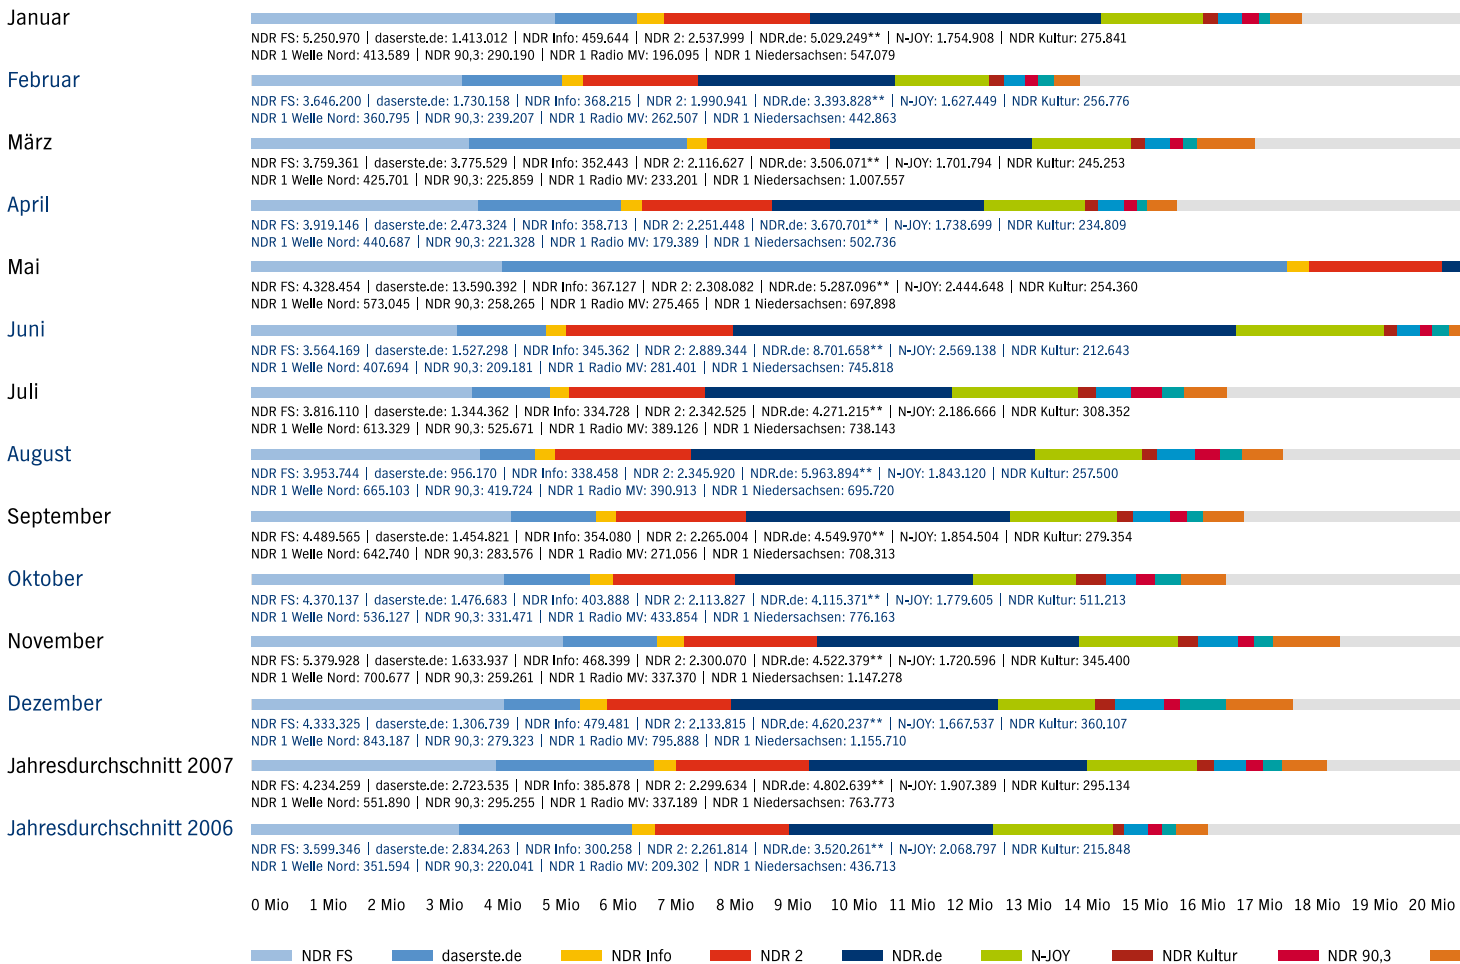 Januar
NDR FS: 5.250.970 | daserste.de: 1.413.012 | NDR Info: 459.644 | NDR 2: 2.537.999 | NDR.de: 5.029.249** | N-JOY: 1.754.908 | NDR Kultur: 275.841
NDR 1 Welle Nord: 413.589 | NDR 90,3: 290.190 | NDR 1 Radio MV: 196.095 | NDR 1 Niedersachsen: 547.079
Februar
NDR FS: 3.646.200 | daserste.de: 1.730.158 | NDR Info: 368.215 | NDR 2: 1.990.941 | NDR.de: 3.393.828** | N-JOY: 1.627.449 | NDR Kultur: 256.776
NDR 1 Welle Nord: 360.795 | NDR 90,3: 239.207 | NDR 1 Radio MV: 262.507 | NDR 1 Niedersachsen: 442.863
März
NDR FS: 3.759.361 | daserste.de: 3.775.529 | NDR Info: 352.443 | NDR 2: 2.116.627 | NDR.de: 3.506.071** | N-JOY: 1.701.794 | NDR Kultur: 245.253
NDR 1 Welle Nord: 425.701 | NDR 90,3: 225.859 | NDR 1 Radio MV: 233.201 | NDR 1 Niedersachsen: 1.007.557
April
NDR FS: 3.919.146 | daserste.de: 2.473.324 | NDR Info: 358.713 | NDR 2: 2.251.448 | NDR.de: 3.670.701** | N-JOY: 1.738.699 | NDR Kultur: 234.809
NDR 1 Welle Nord: 440.687 | NDR 90,3: 221.328 | NDR 1 Radio MV: 179.389 | NDR 1 Niedersachsen: 502.736
Mai
NDR FS: 4.328.454 | daserste.de: 13.590.392 | NDR Info: 367.127 | NDR 2: 2.308.082 | NDR.de: 5.287.096** | N-JOY: 2.444.648 | NDR Kultur: 254.360
NDR 1 Welle Nord: 573.045 | NDR 90,3: 258.265 | NDR 1 Radio MV: 275.465 | NDR 1 Niedersachsen: 697.898
Juni
NDR FS: 3.564.169 | daserste.de: 1.527.298 | NDR Info: 345.362 | NDR 2: 2.889.344 | NDR.de: 8.701.658** | N-JOY: 2.569.138 | NDR Kultur: 212.643
NDR 1 Welle Nord: 407.694 | NDR 90,3: 209.181 | NDR 1 Radio MV: 281.401 | NDR 1 Niedersachsen: 745.818
Juli
NDR FS: 3.816.110 | daserste.de: 1.344.362 | NDR Info: 334.728 | NDR 2: 2.342.525 | NDR.de: 4.271.215** | N-JOY: 2.186.666 | NDR Kultur: 308.352
NDR 1 Welle Nord: 613.329 | NDR 90,3: 525.671 | NDR 1 Radio MV: 389.126 | NDR 1 Niedersachsen: 738.143
August
NDR FS: 3.953.744 | daserste.de: 956.170 | NDR Info: 338.458 | NDR 2: 2.345.920 | NDR.de: 5.963.894** | N-JOY: 1.843.120 | NDR Kultur: 257.500
NDR 1 Welle Nord: 665.103 | NDR 90,3: 419.724 | NDR 1 Radio MV: 390.913 | NDR 1 Niedersachsen: 695.720
September
NDR FS: 4.489.565 | daserste.de: 1.454.821 | NDR Info: 354.080 | NDR 2: 2.265.004 | NDR.de: 4.549.970** | N-JOY: 1.854.504 | NDR Kultur: 279.354
NDR 1 Welle Nord: 642.740 | NDR 90,3: 283.576 | NDR 1 Radio MV: 271.056 | NDR 1 Niedersachsen: 708.313
Oktober
NDR FS: 4.370.137 | daserste.de: 1.476.683 | NDR Info: 403.888 | NDR 2: 2.113.827 | NDR.de: 4.115.371** | N-JOY: 1.779.605 | NDR Kultur: 511.213
NDR 1 Welle Nord: 536.127 | NDR 90,3: 331.471 | NDR 1 Radio MV: 433.854 | NDR 1 Niedersachsen: 776.163
November
NDR FS: 5.379.928 | daserste.de: 1.633.937 | NDR Info: 468.399 | NDR 2: 2.300.070 | NDR.de: 4.522.379** | N-JOY: 1.720.596 | NDR Kultur: 345.400
NDR 1 Welle Nord: 700.677 | NDR 90,3: 259.261 | NDR 1 Radio MV: 337.370 | NDR 1 Niedersachsen: 1.147.278
Dezember
NDR FS: 4.333.325 | daserste.de: 1.306.739 | NDR Info: 479.481 | NDR 2: 2.133.815 | NDR.de: 4.620.237** | N-JOY: 1.667.537 | NDR Kultur: 360.107
NDR 1 Welle Nord: 843.187 | NDR 90,3: 279.323 | NDR 1 Radio MV: 795.888 | NDR 1 Niedersachsen: 1.155.710
Jahresdurchschnitt 2007
NDR FS: 4.234.259 | daserste.de: 2.723.535 | NDR Info: 385.878 | NDR 2: 2.299.634 | NDR.de: 4.802.639** | N-JOY: 1.907.389 | NDR Kultur: 295.134
NDR 1 Welle Nord: 551.890 | NDR 90,3: 295.255 | NDR 1 Radio MV: 337.189 | NDR 1 Niedersachsen: 763.773
Jahresdurchschnitt 2006
NDR FS: 3.599.346 | daserste.de: 2.834.263 | NDR Info: 300.258 | NDR 2: 2.261.814 | NDR.de: 3.520.261** | N-JOY: 2.068.797 | NDR Kultur: 215.848
NDR 1 Welle Nord: 351.594 | NDR 90,3: 220.041 | NDR 1 Radio MV: 209.302 | NDR 1 Niedersachsen: 436.713
0 Mio 1 Mio 2 Mio 3 Mio 4 Mio 5 Mio 6 Mio 7 Mio 8 Mio 9 Mio 10 Mio 11 Mio 12 Mio 13 Mio 14 Mio 15 Mio 16 Mio 17 Mio 18 Mio 19 Mio 20 Mio
NDR FS daserste.de NDR Info NDR 2 NDR.de N-JOY NDR Kultur NDR 90,3